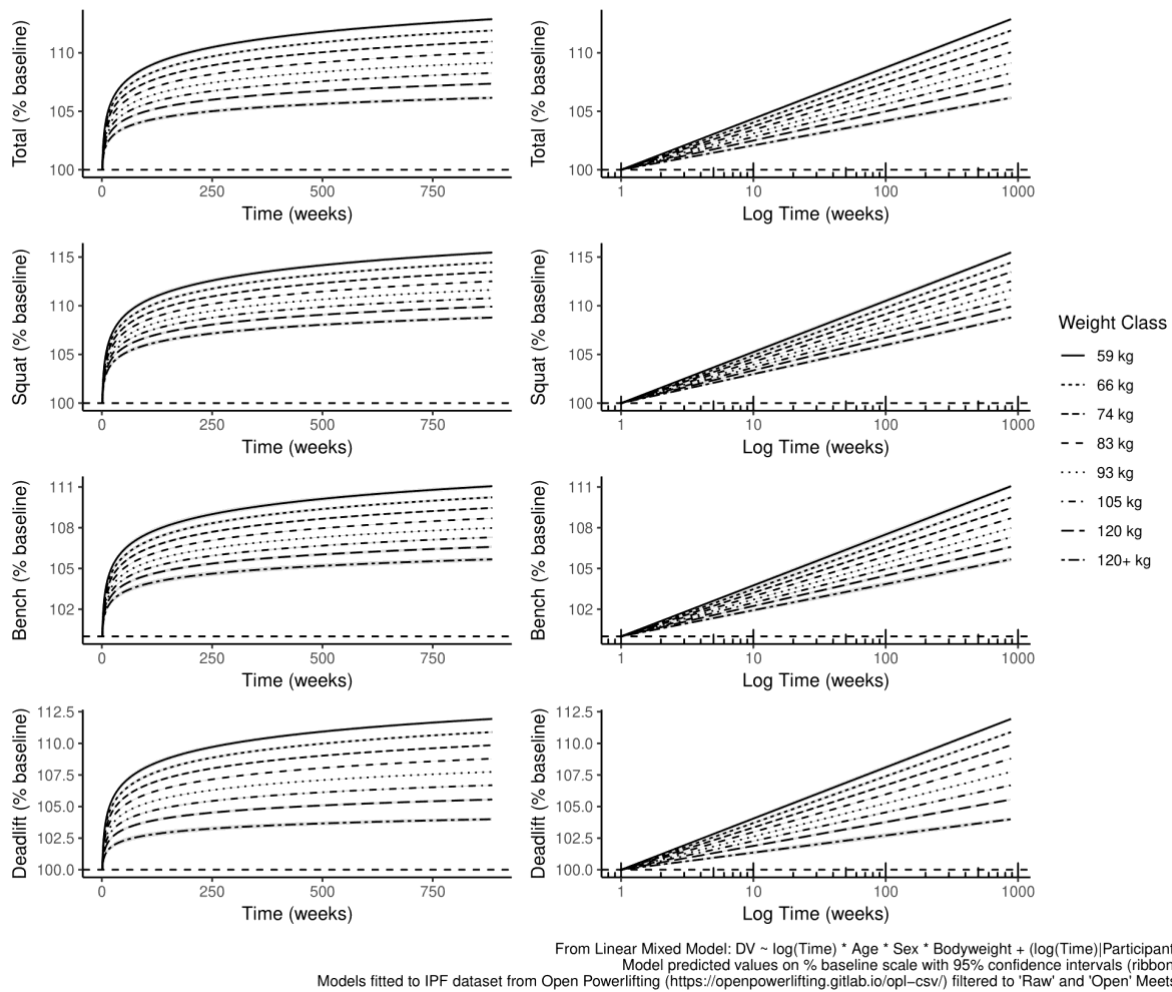 Total (% baseline)
110
105
100
0 250 500 750
Time (weeks)
Total (% baseline)
110
105
100
1 10 100 1000
Log Time (weeks)
Squat (% baseline)
115
110
105
100
0 250 500 750
Time (weeks)
Squat (% baseline)
115
110
105
100
1 10 100 1000
Log Time (weeks)
Bench (% baseline)
111
108
105
102
0 250 500 750
Time (weeks)
Bench (% baseline)
111
108
105
102
1 10 100 1000
Log Time (weeks)
Deadlift (% baseline)
112.5
110.0
107.5
105.0
102.5
100.0
0 250 500 750
Time (weeks)
Deadlift (% baseline)
112.5
110.0
107.5
105.0
102.5
100.0
1 10 100 1000
Log Time (weeks)
Weight Class
59 kg
66 kg
74 kg
83 kg
93 kg
105 kg
120 kg
120+ kg
From Linear Mixed Model: DV ~ log(Time) * Age * Sex * Bodyweight + (log(Time)|Participant
Model predicted values on % baseline scale with 95% confidence intervals (ribbon
Models fitted to IPF dataset from Open Powerlifting (https://openpowerlifting.gitlab.io/opl−csv/) filtered to 'Raw' and 'Open' Meets